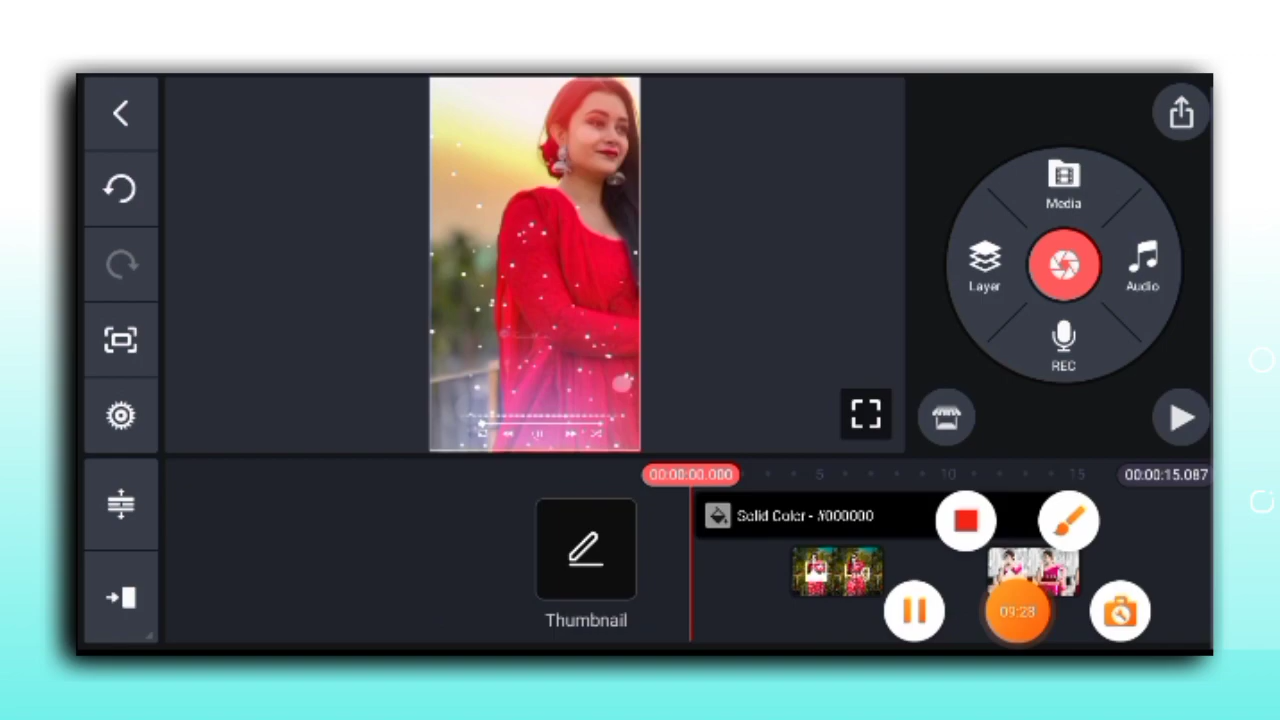 Media
Layer
Audio
REC
00:00:00.000
5
10
15
00:00:15.087
Solid Color - #000000
Thumbnail
09:28